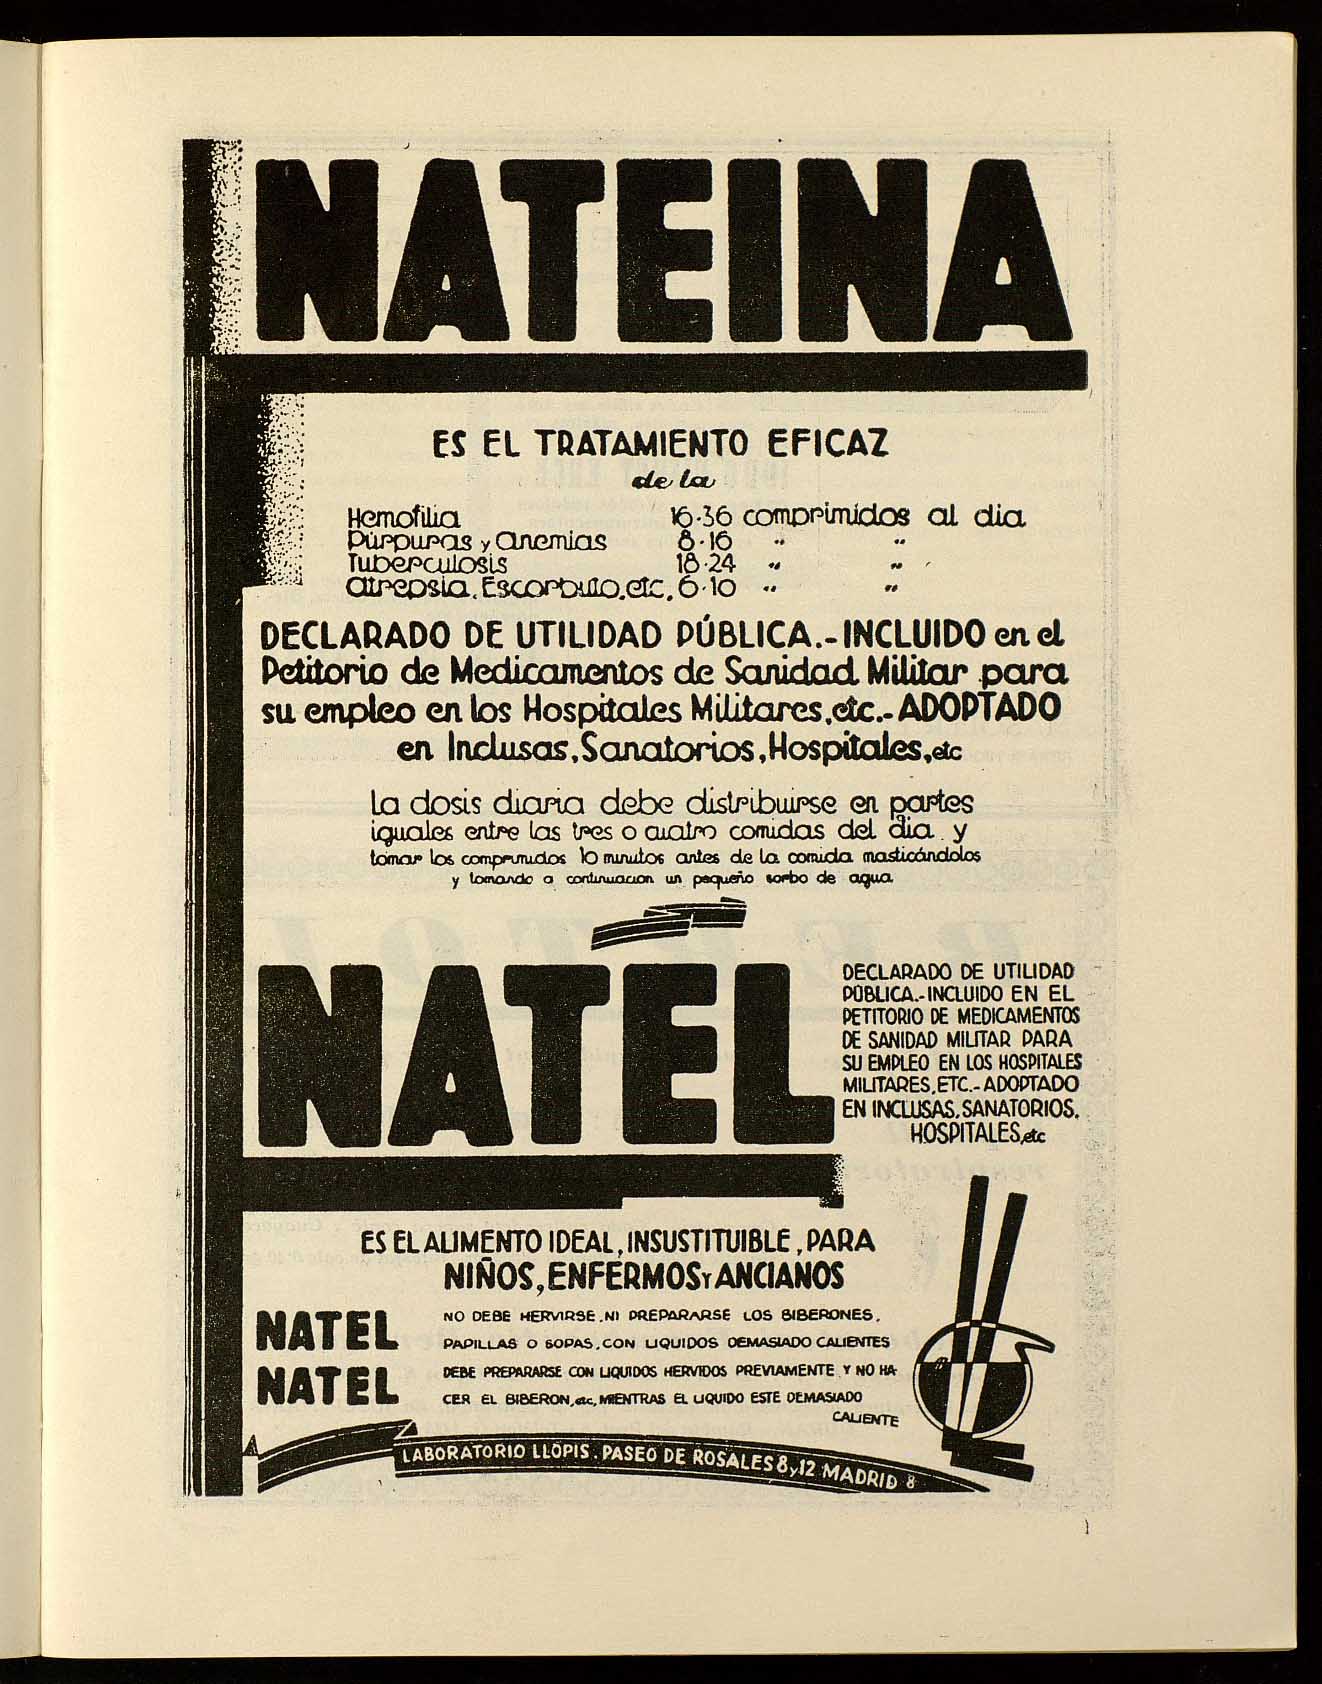 NATEINA
ES EL TRATAMIENTO EFICAZ
de la
Hemofilia 16-36 comprimidos al dia
Púrpuras y anemias 8-16 " "
Tuberculosis 18-24 " "
atrepsia, Escorbuto, etc, 6-10 " "
DECLARADO DE UTILIDAD PÚBLICA.- INCLUIDO en el
Petitorio de Medicamentos de Sanidad Militar para
su empleo en los Hospitales Militares, etc.- ADOPTADO
en Inclusas, Sanatorios, Hospitales, etc
La dosis diaria debe distribuirse en partes
iguales entre las tres o cuatro comidas del dia y
tomar los comprimidos 10 minutos antes de la comida masticándolos
y tomando a continuacion un pequeño sorbo de agua
NATEL
DECLARADO DE UTILIDAD
PÚBLICA.-INCLUIDO EN EL
PETITORIO DE MEDICAMENTOS
DE SANIDAD MILITAR PARA
SU EMPLEO EN LOS HOSPITALES
MILITARES, ETC.- ADOPTADO
EN INCLUSAS, SANATORIOS,
HOSPITALES, etc
ES EL ALIMENTO IDEAL, INSUSTITUIBLE, PARA
NIÑOS, ENFERMOS Y ANCIANOS
NATEL NO DEBE HERVIRSE, NI PREPARARSE LOS BIBERONES,
PAPILLAS O SOPAS, CON LIQUIDOS DEMASIADO CALIENTES
NATEL DEBE PREPARARSE CON LIQUIDOS HERVIDOS PREVIAMENTE Y NO HA-
CER EL BIBERON, etc, MIENTRAS EL LIQUIDO ESTE DEMASIADO
CALIENTE
LABORATORIO LLOPIS. PASEO DE ROSALES 8 y 12 MADRID 8